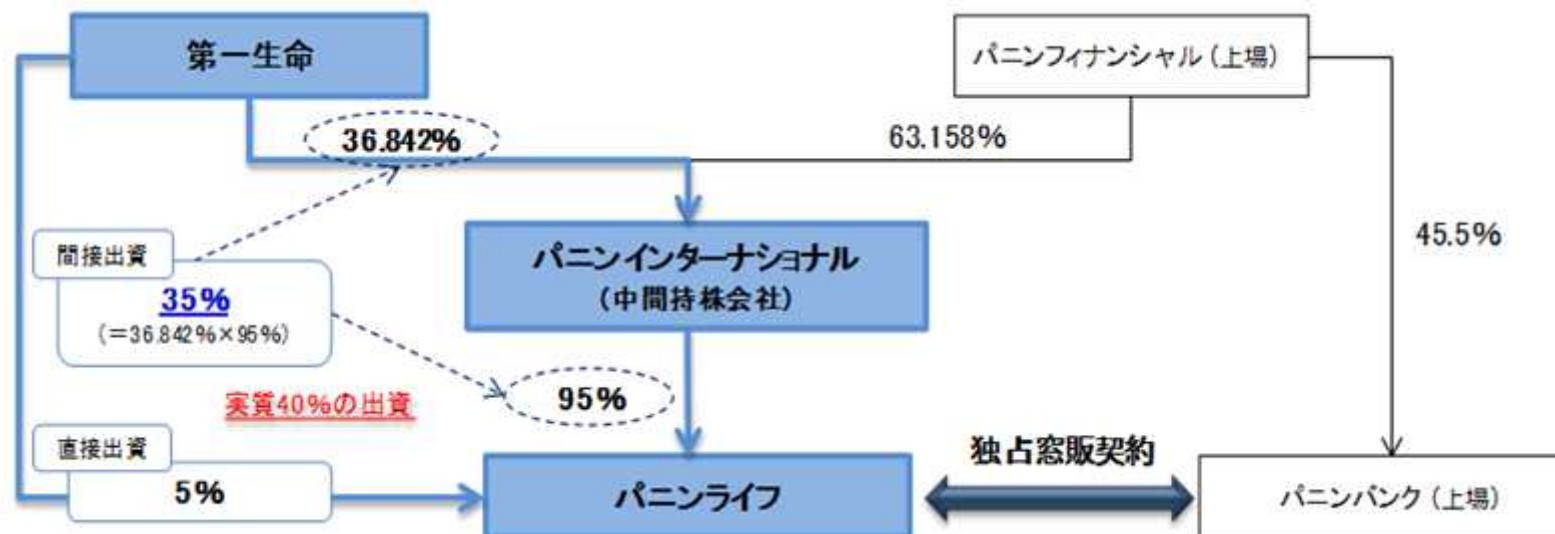 第一生命
パニンフィナンシャル（上場）
36.842%
63.158%
45.5%
間接出資
35%
（＝36.842%×95%）
パニンインターナショナル
（中間持株会社）
実質40%の出資
95%
直接出資
5%
パニンライフ
独占窓販契約
パニンバンク（上場）